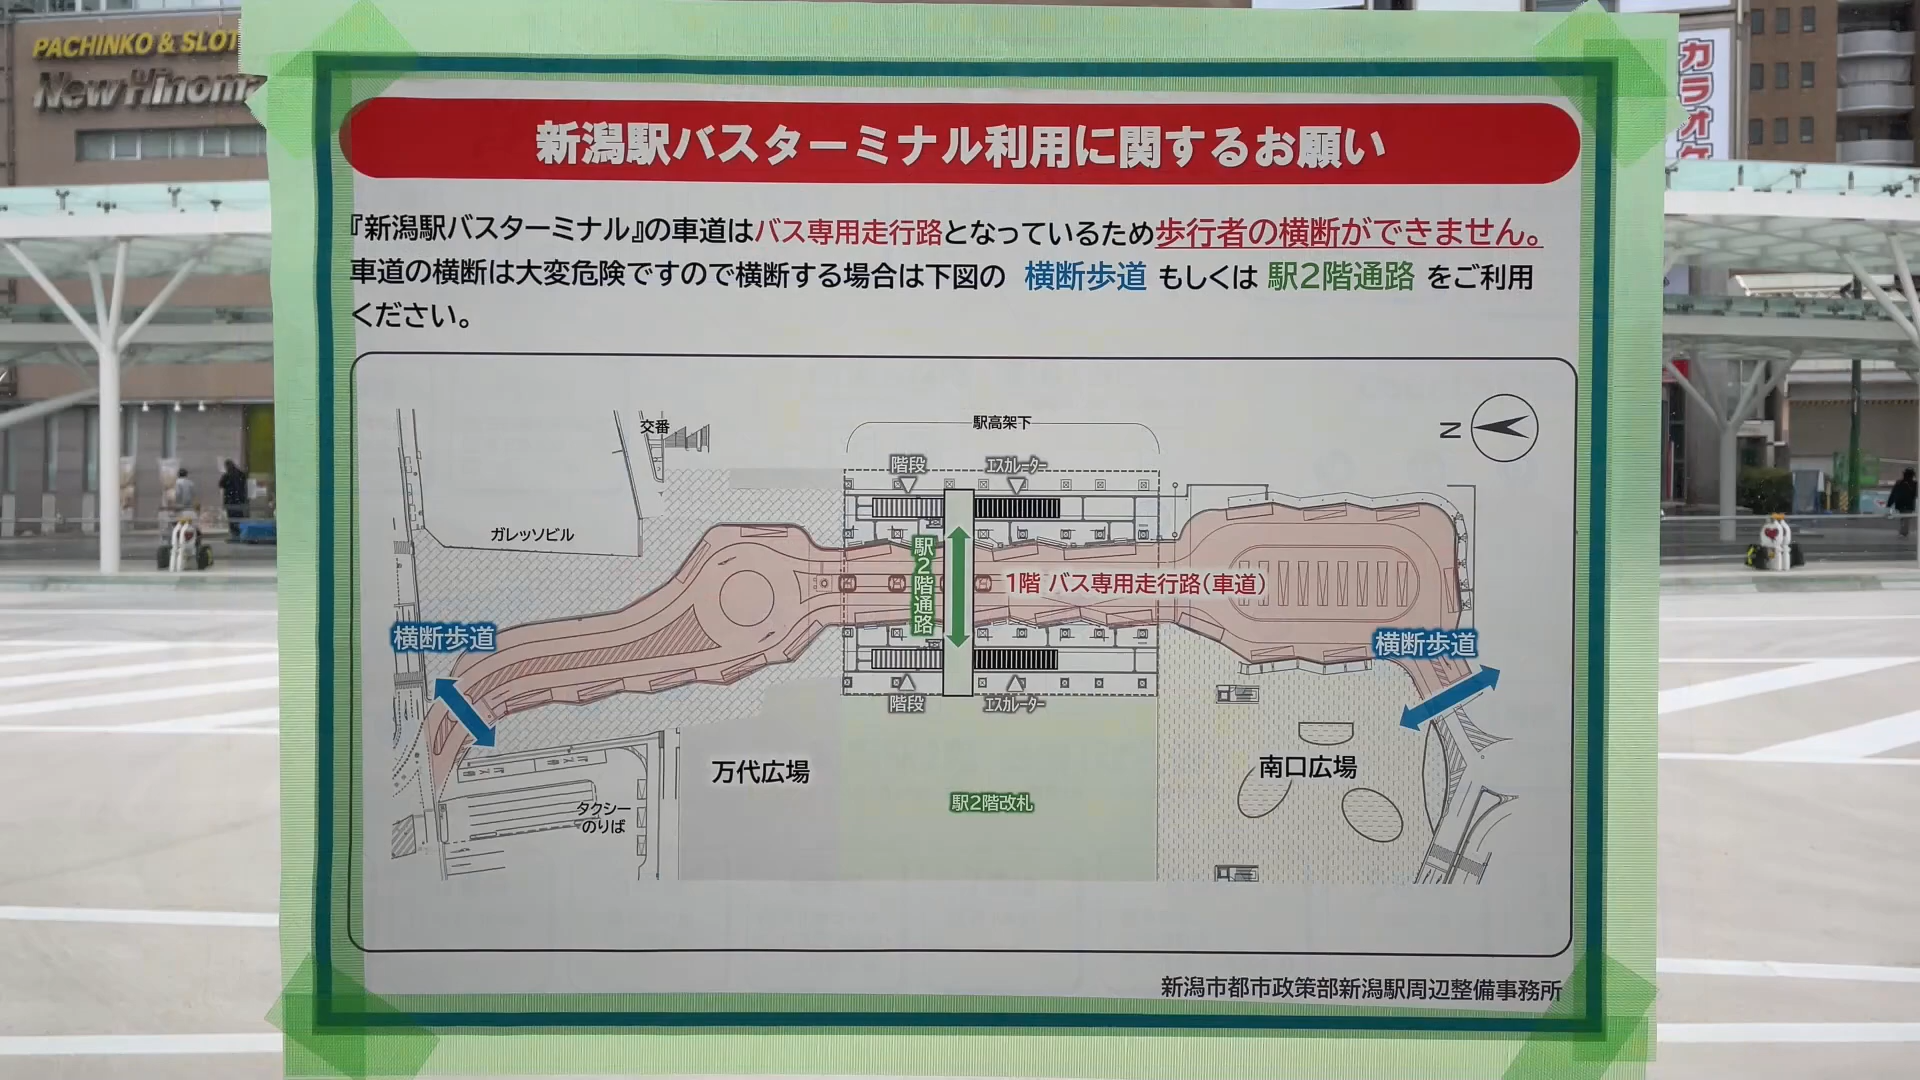 PACHINKO & SLOT
New Hinom
カラオケ
新潟駅バスターミナル利用に関するお願い
『新潟駅バスターミナル』の車道はバス専用走行路となっているため歩行者の横断ができません。
車道の横断は大変危険ですので横断する場合は下図の 横断歩道 もしくは 駅2階通路 をご利用
ください。
交番
駅高架下
N
階段
エスカレーター
ガレッソビル
駅2階通路
1階 バス専用走行路(車道)
横断歩道
横断歩道
階段
エスカレーター
万代広場
南口広場
駅2階改札
タクシー
のりば
新潟市都市政策部新潟駅周辺整備事務所